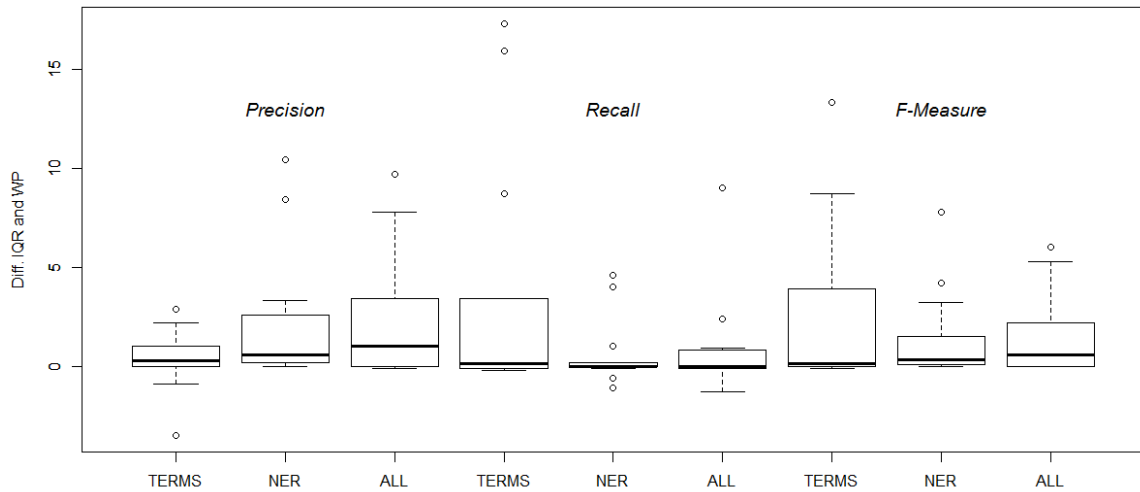 Precision
Recall
F-Measure
Diff. IQR and WP
15
10
5
0
TERMS NER ALL TERMS NER ALL TERMS NER ALL